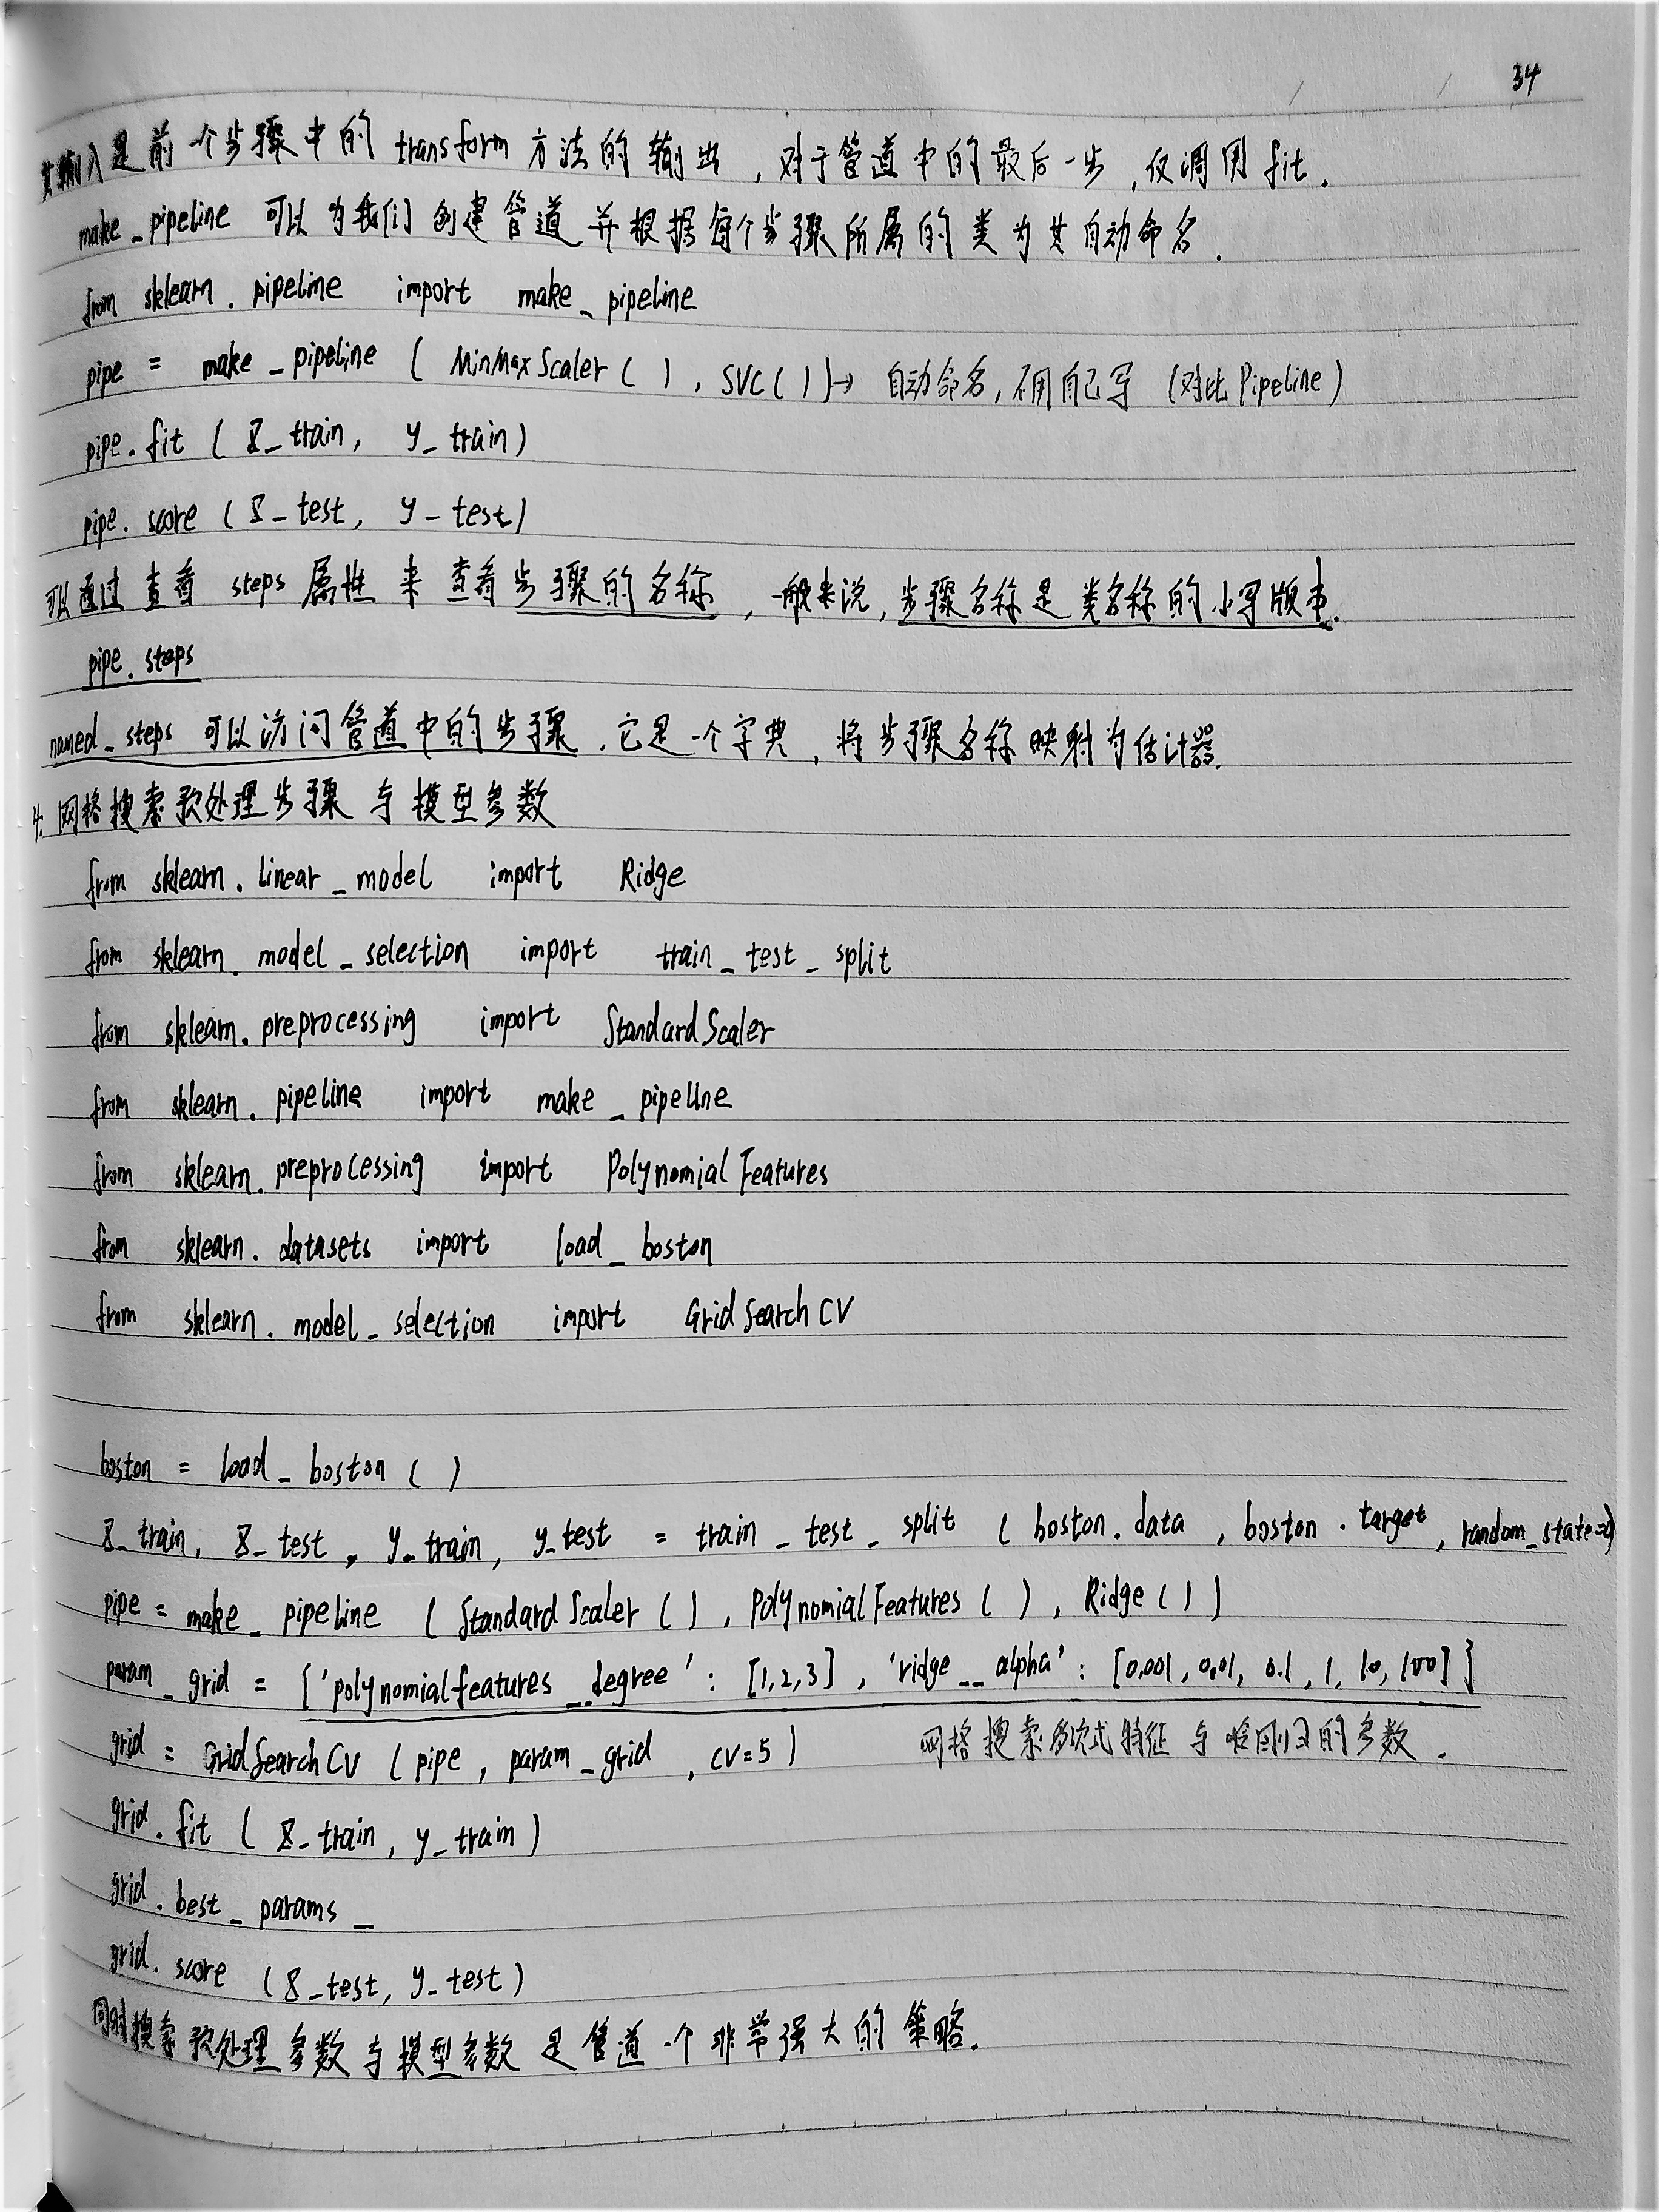 34
其输入是前一个步骤中的 transform 方法的输出，对于管道中的最后一步，仅调用 fit.
make_pipeline 可以为我们创建管道并根据每个步骤所属的类为其自动命名.
from sklearn.pipeline import make_pipeline
pipe = make_pipeline (MinMaxScaler( ), SVC( )) → 自动命名, 不用自己写 (对比Pipeline)
pipe.fit (X_train, y_train)
pipe.score (X_test, y_test)
可以通过查看 steps 属性来查看步骤的名称，一般来说, 步骤名称是类名称的小写版本.
pipe.steps
named_steps 可以访问管道中的步骤. 它是一个字典，将步骤名称映射为估计器.
4. 网格搜索预处理步骤与模型参数
from sklearn.linear_model import Ridge
from sklearn.model_selection import train_test_split
from sklearn.preprocessing import StandardScaler
from sklearn.pipeline import make_pipeline
from sklearn.preprocessing import PolynomialFeatures
from sklearn.datasets import load_boston
from sklearn.model_selection import GridSearchCV
boston = load_boston ( )
X_train, X_test, y_train, y_test = train_test_split (boston.data, boston.target, random_state=0)
pipe = make_pipeline (StandardScaler( ), PolynomialFeatures( ), Ridge( ))
param_grid = {'polynomialfeatures__degree': [1,2,3], 'ridge__alpha': [0.001, 0.01, 0.1, 1, 10, 100]}
grid = GridSearchCV (pipe, param_grid, cv=5) 网格搜索多项式特征与岭回归的参数.
grid.fit (X_train, y_train)
grid.best_params_
grid.score (X_test, y_test)
同时搜索预处理参数与模型参数是管道一个非常强大的策略.